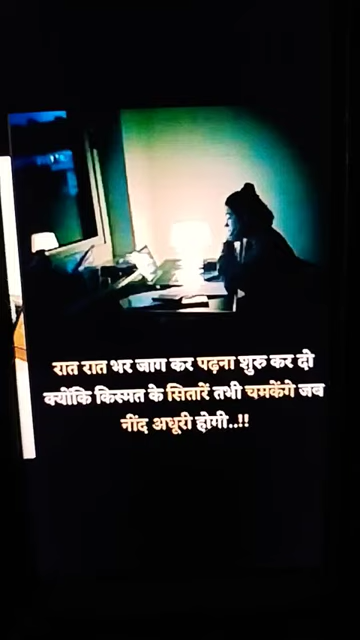 रात रात भर जाग कर पढ़ना शुरु कर दो
क्योंकि किस्मत के सितारें तभी चमकेंगे जब
नींद अधूरी होगी..!!